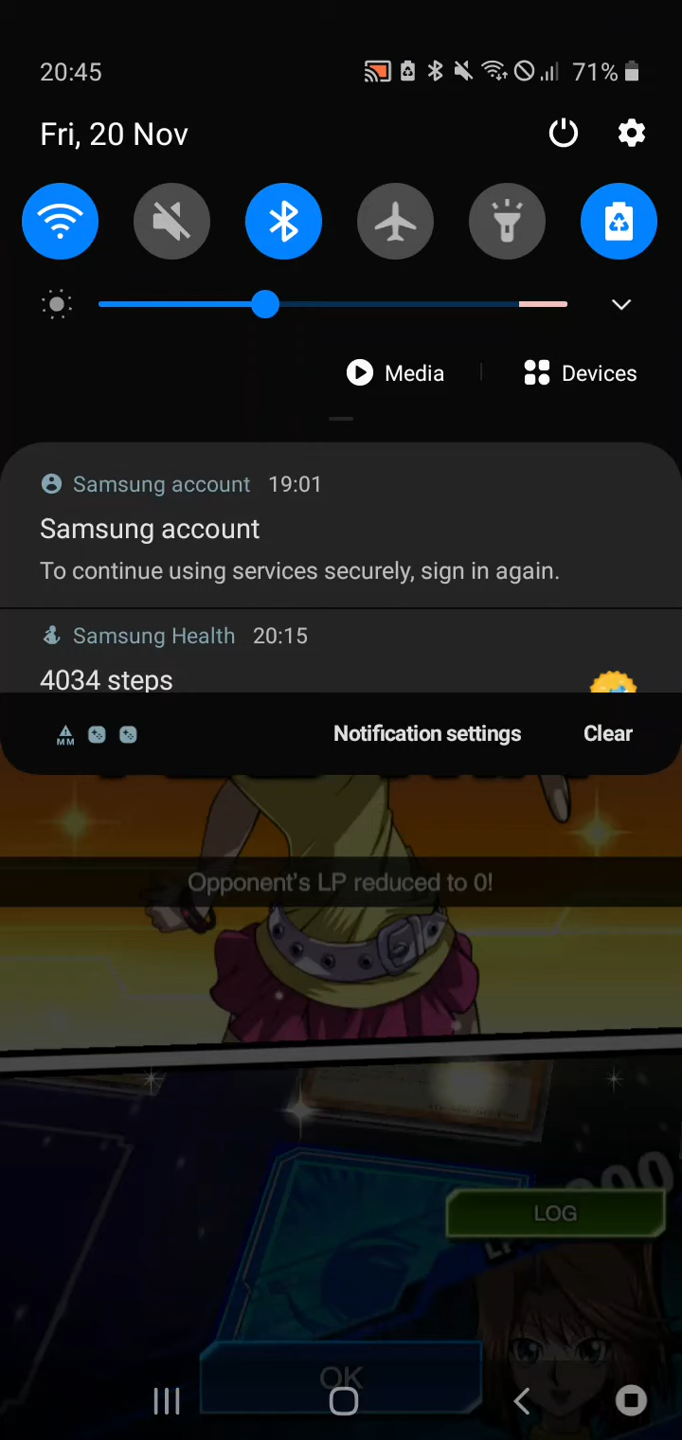 20:45
71%
Fri, 20 Nov
Media
Devices
Samsung account 19:01
Samsung account
To continue using services securely, sign in again.
Samsung Health 20:15
4034 steps
MM
Notification settings
Clear
Opponent's LP reduced to 0!
LOG
OK